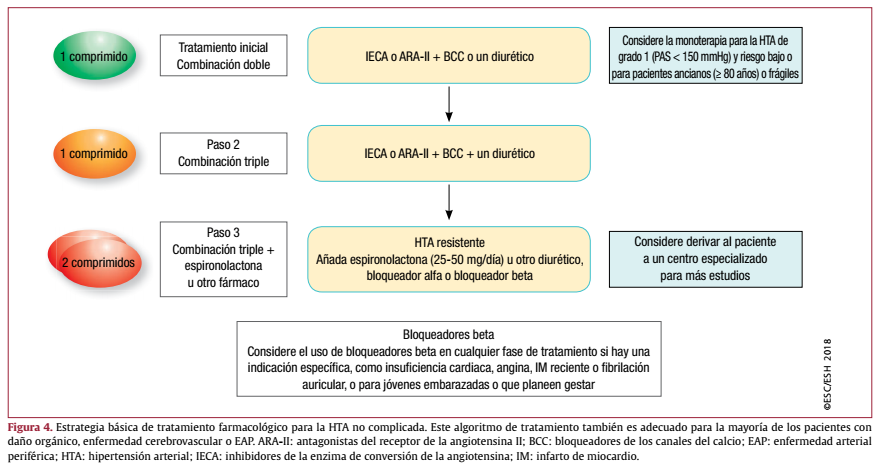 1 comprimido
Tratamiento inicial
Combinación doble
IECA o ARA-II + BCC o un diurético
Considere la monoterapia para la HTA de
grado 1 (PAS < 150 mmHg) y riesgo bajo o
para pacientes ancianos (≥ 80 años) o frágiles
1 comprimido
Paso 2
Combinación triple
IECA o ARA-II + BCC + un diurético
2 comprimidos
Paso 3
Combinación triple +
espironolactona
u otro fármaco
HTA resistente
Añada espironolactona (25-50 mg/día) u otro diurético,
bloqueador alfa o bloqueador beta
Considere derivar al paciente
a un centro especializado
para más estudios
Bloqueadores beta
Considere el uso de bloqueadores beta en cualquier fase de tratamiento si hay una
indicación específica, como insuficiencia cardiaca, angina, IM reciente o fibrilación
auricular, o para jóvenes embarazadas o que planeen gestar
©ESC/ESH 2018
Figura 4. Estrategia básica de tratamiento farmacológico para la HTA no complicada. Este algoritmo de tratamiento también es adecuado para la mayoría de los pacientes con
daño orgánico, enfermedad cerebrovascular o EAP. ARA-II: antagonistas del receptor de la angiotensina II; BCC: bloqueadores de los canales del calcio; EAP: enfermedad arterial
periférica; HTA: hipertensión arterial; IECA: inhibidores de la enzima de conversión de la angiotensina; IM: infarto de miocardio.